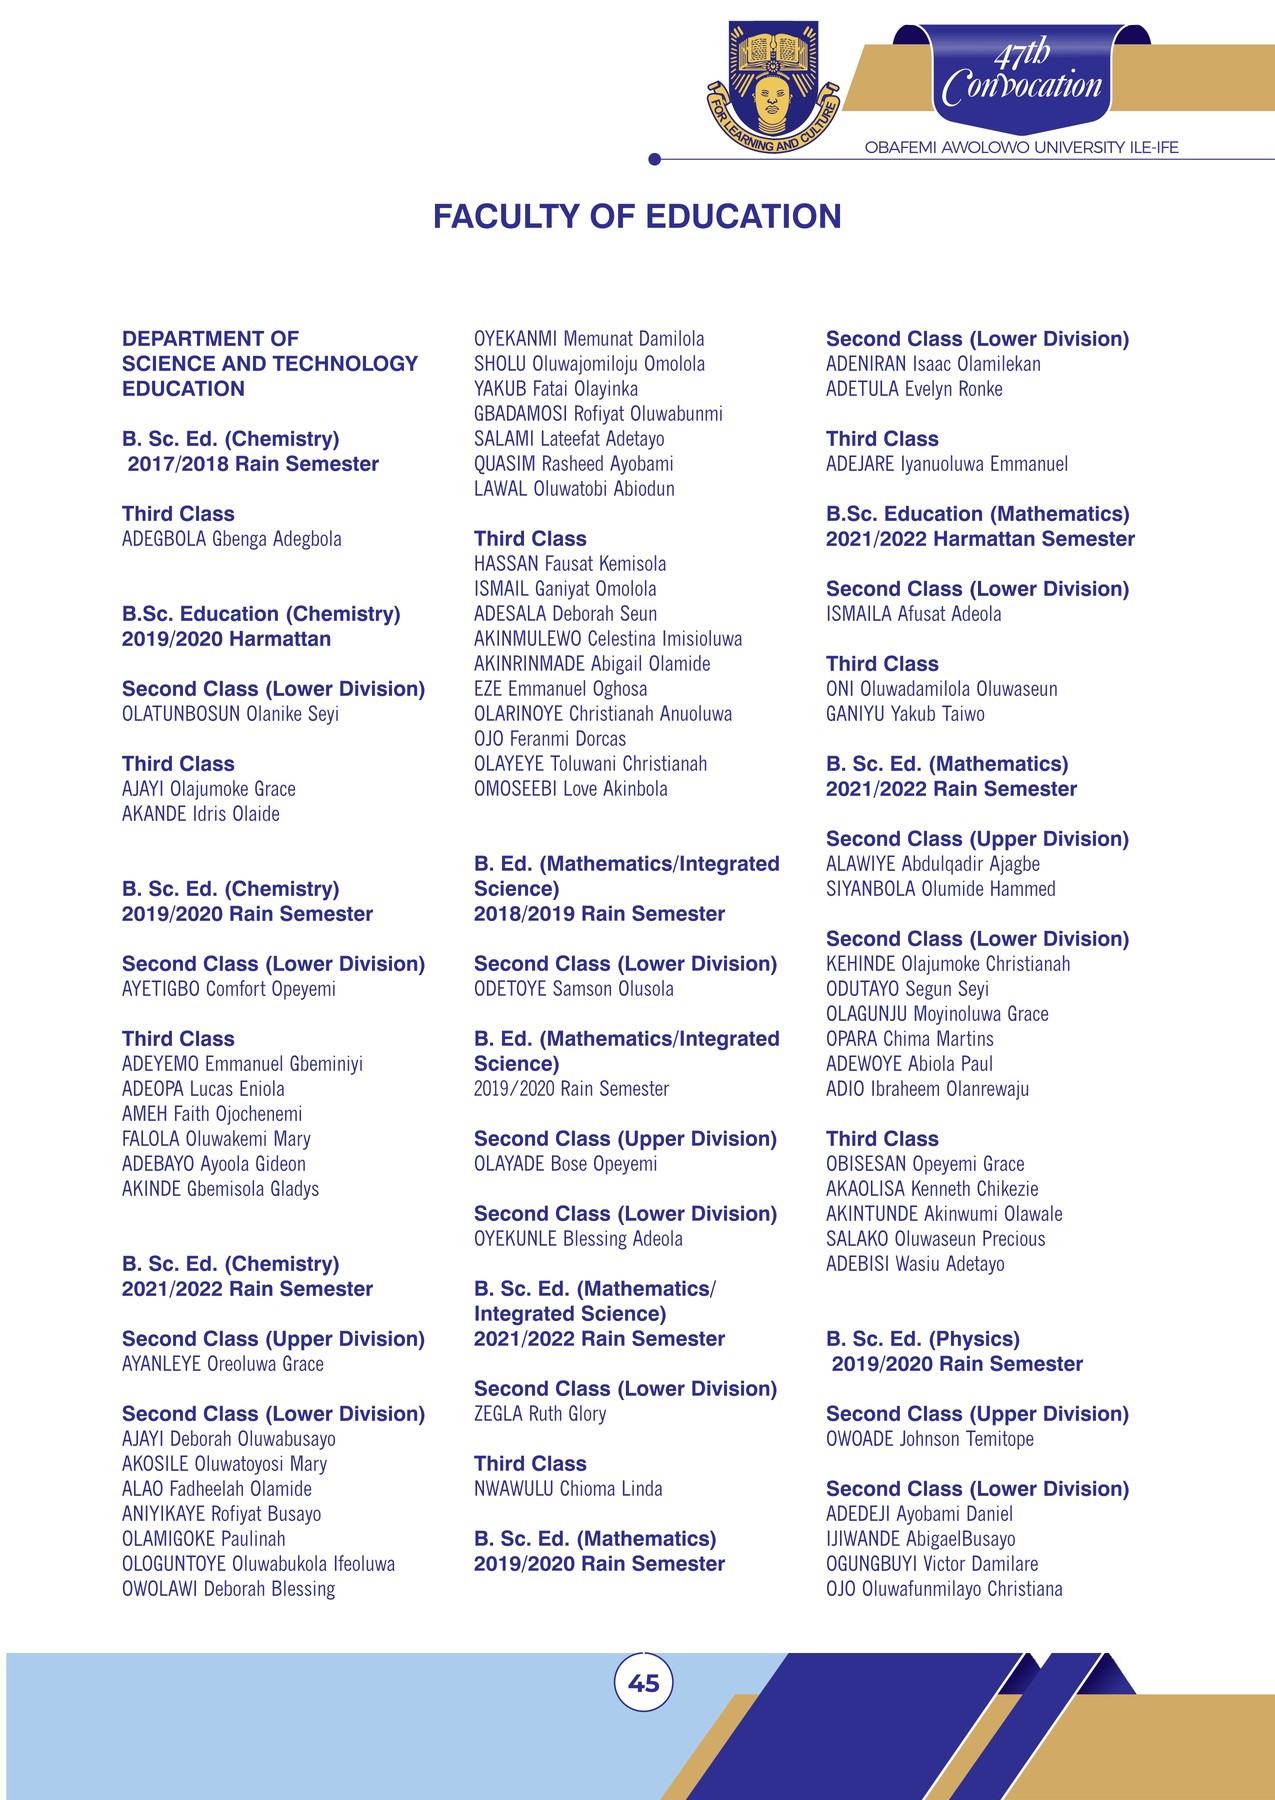 FOR LEARNING AND CULTURE
47th
Convocation
OBAFEMI AWOLOWO UNIVERSITY ILE-IFE
FACULTY OF EDUCATION
DEPARTMENT OF
SCIENCE AND TECHNOLOGY
EDUCATION
B. Sc. Ed. (Chemistry)
2017/2018 Rain Semester
Third Class
ADEGBOLA Gbenga Adegbola
B.Sc. Education (Chemistry)
2019/2020 Harmattan
Second Class (Lower Division)
OLATUNBOSUN Olanike Seyi
Third Class
AJAYI Olajumoke Grace
AKANDE Idris Olaide
B. Sc. Ed. (Chemistry)
2019/2020 Rain Semester
Second Class (Lower Division)
AYETIGBO Comfort Opeyemi
Third Class
ADEYEMO Emmanuel Gbeminiyi
ADEOPA Lucas Eniola
AMEH Faith Ojochenemi
FALOLA Oluwakemi Mary
ADEBAYO Ayoola Gideon
AKINDE Gbemisola Gladys
B. Sc. Ed. (Chemistry)
2021/2022 Rain Semester
Second Class (Upper Division)
AYANLEYE Oreoluwa Grace
Second Class (Lower Division)
AJAYI Deborah Oluwabusayo
AKOSILE Oluwatoyosi Mary
ALAO Fadheelah Olamide
ANIYIKAYE Rofiyat Busayo
OLAMIGOKE Paulinah
OLOGUNTOYE Oluwabukola Ifeoluwa
OWOLAWI Deborah Blessing
OYEKANMI Memunat Damilola
SHOLU Oluwajomiloju Omolola
YAKUB Fatai Olayinka
GBADAMOSI Rofiyat Oluwabunmi
SALAMI Lateefat Adetayo
QUASIM Rasheed Ayobami
LAWAL Oluwatobi Abiodun
Third Class
HASSAN Fausat Kemisola
ISMAIL Ganiyat Omolola
ADESALA Deborah Seun
AKINMULEWO Celestina Imisioluwa
AKINRINMADE Abigail Olamide
EZE Emmanuel Oghosa
OLARINOYE Christianah Anuoluwa
OJO Feranmi Dorcas
OLAYEYE Toluwani Christianah
OMOSEEBI Love Akinbola
B. Ed. (Mathematics/Integrated
Science)
2018/2019 Rain Semester
Second Class (Lower Division)
ODETOYE Samson Olusola
B. Ed. (Mathematics/Integrated
Science)
2019/2020 Rain Semester
Second Class (Upper Division)
OLAYADE Bose Opeyemi
Second Class (Lower Division)
OYEKUNLE Blessing Adeola
B. Sc. Ed. (Mathematics/
Integrated Science)
2021/2022 Rain Semester
Second Class (Lower Division)
ZEGLA Ruth Glory
Third Class
NWAWULU Chioma Linda
B. Sc. Ed. (Mathematics)
2019/2020 Rain Semester
Second Class (Lower Division)
ADENIRAN Isaac Olamilekan
ADETULA Evelyn Ronke
Third Class
ADEJARE Iyanuoluwa Emmanuel
B.Sc. Education (Mathematics)
2021/2022 Harmattan Semester
Second Class (Lower Division)
ISMAILA Afusat Adeola
Third Class
ONI Oluwadamilola Oluwaseun
GANIYU Yakub Taiwo
B. Sc. Ed. (Mathematics)
2021/2022 Rain Semester
Second Class (Upper Division)
ALAWIYE Abdulqadir Ajagbe
SIYANBOLA Olumide Hammed
Second Class (Lower Division)
KEHINDE Olajumoke Christianah
ODUTAYO Segun Seyi
OLAGUNJU Moyinoluwa Grace
OPARA Chima Martins
ADEWOYE Abiola Paul
ADIO Ibraheem Olanrewaju
Third Class
OBISESAN Opeyemi Grace
AKAOLISA Kenneth Chikezie
AKINTUNDE Akinwumi Olawale
SALAKO Oluwaseun Precious
ADEBISI Wasiu Adetayo
B. Sc. Ed. (Physics)
2019/2020 Rain Semester
Second Class (Upper Division)
OWOADE Johnson Temitope
Second Class (Lower Division)
ADEDEJI Ayobami Daniel
IJIWANDE AbigaelBusayo
OGUNGBUYI Victor Damilare
OJO Oluwafunmilayo Christiana
45